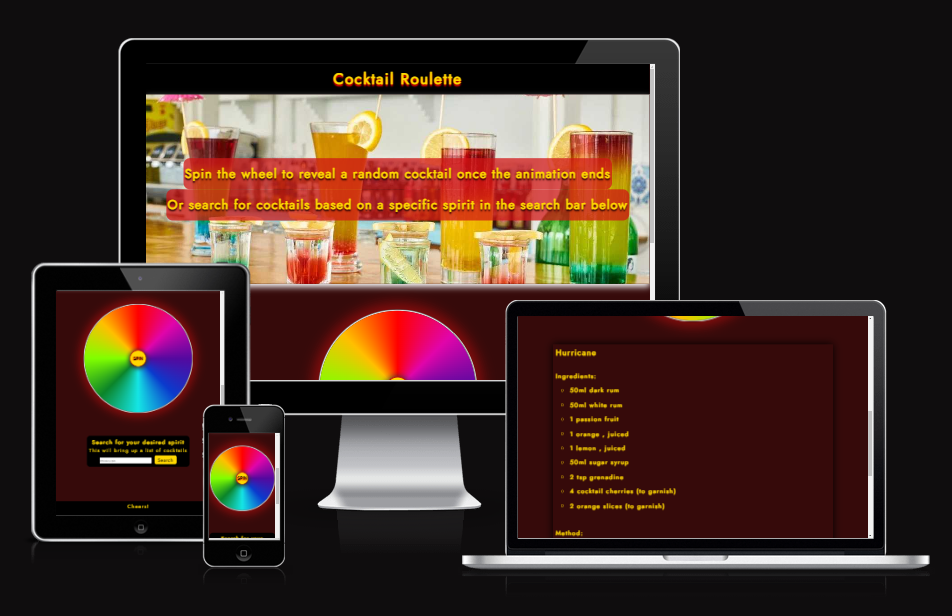 Cocktail Roulette
Spin the wheel to reveal a random cocktail once the animation ends
Or search for cocktails based on a specific spirit in the search bar below
SPIN
Search for your desired spirit
This will bring up a list of cocktails
Search
Cheers!
SPIN
Hurricane
Ingredients:
50ml dark rum
50ml white rum
1 passion fruit
1 orange , juiced
1 lemon , juiced
50ml sugar syrup
2 tsp grenadine
4 cocktail cherries (to garnish)
2 orange slices (to garnish)
Method: